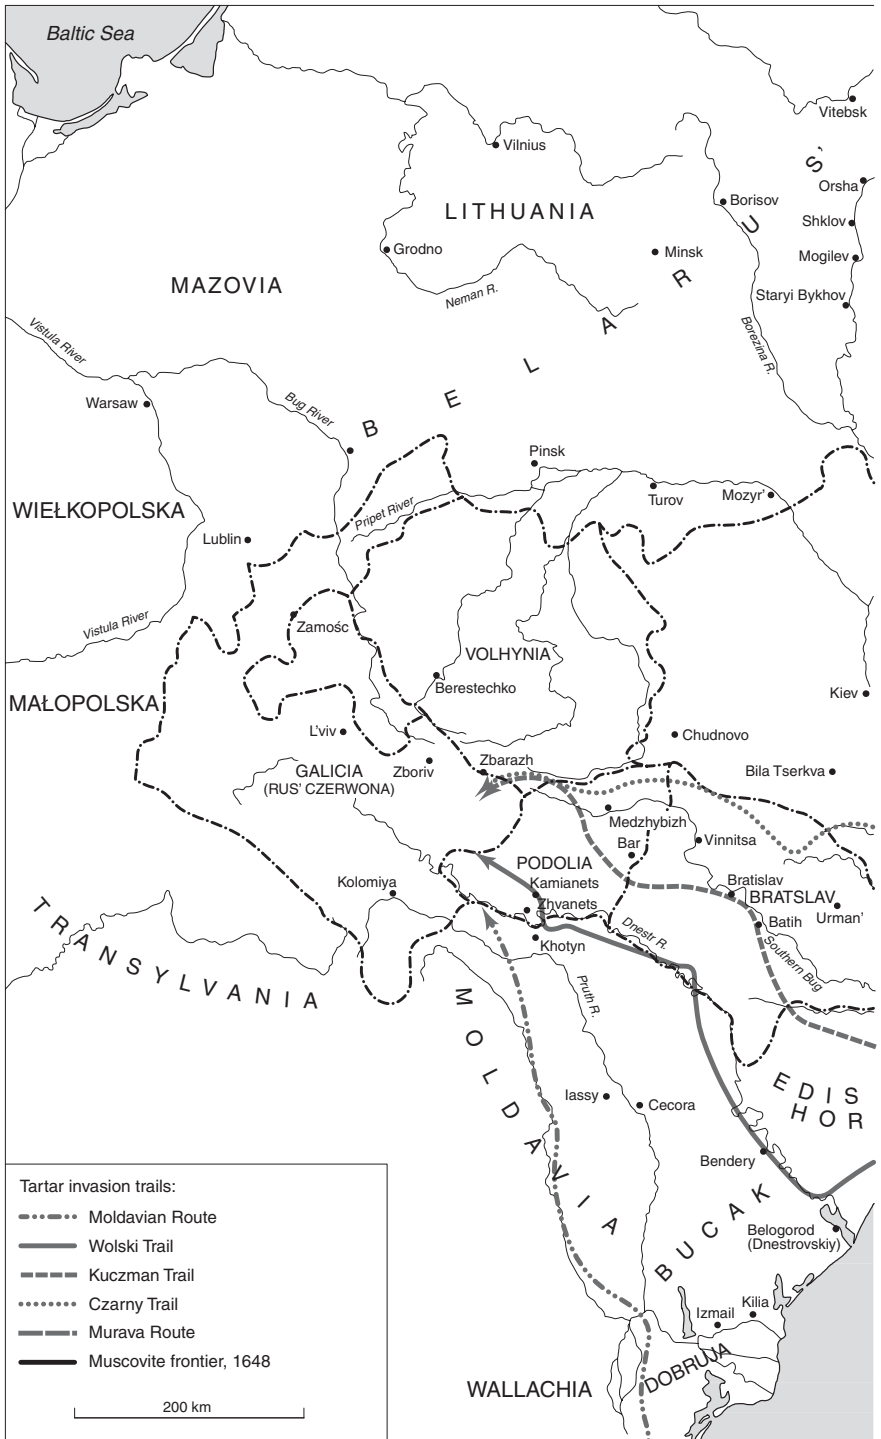 Baltic Sea
Vitebsk
Vilnius
BELARUS'
Orsha
LITHUANIA
Borisov
Shklov
Grodno
Minsk
Mogilev
MAZOVIA
Neman R.
Staryi Bykhov
Vistula River
Borezina R.
Warsaw
Bug River
Pinsk
WIEŁKOPOLSKA
Pripet River
Turov
Mozyr'
Lublin
Vistula River
Zamośc
VOLHYNIA
MAŁOPOLSKA
Berestechko
Kiev
L'viv
Chudnovo
Zboriv
Zbarazh
GALICIA
(RUS' CZERWONA)
Bila Tserkva
Medzhybizh
Vinnitsa
Bar
PODOLIA
Kolomiya
Kamianets
Bratislav
BRATSLAV
Zhvanets
Urman'
TRANSYLVANIA
Dnestr R.
Batih
Khotyn
Southern Bug
MOLDAVIA
Pruth R.
EDIS
HOR
Iassy
Cecora
Bendery
BUCAK
Belogorod
(Dnestrovskiy)
Kilia
Izmail
DOBRUJA
WALLACHIA
Tartar invasion trails:
Moldavian Route
Wolski Trail
Kuczman Trail
Czarny Trail
Murava Route
Muscovite frontier, 1648
200 km